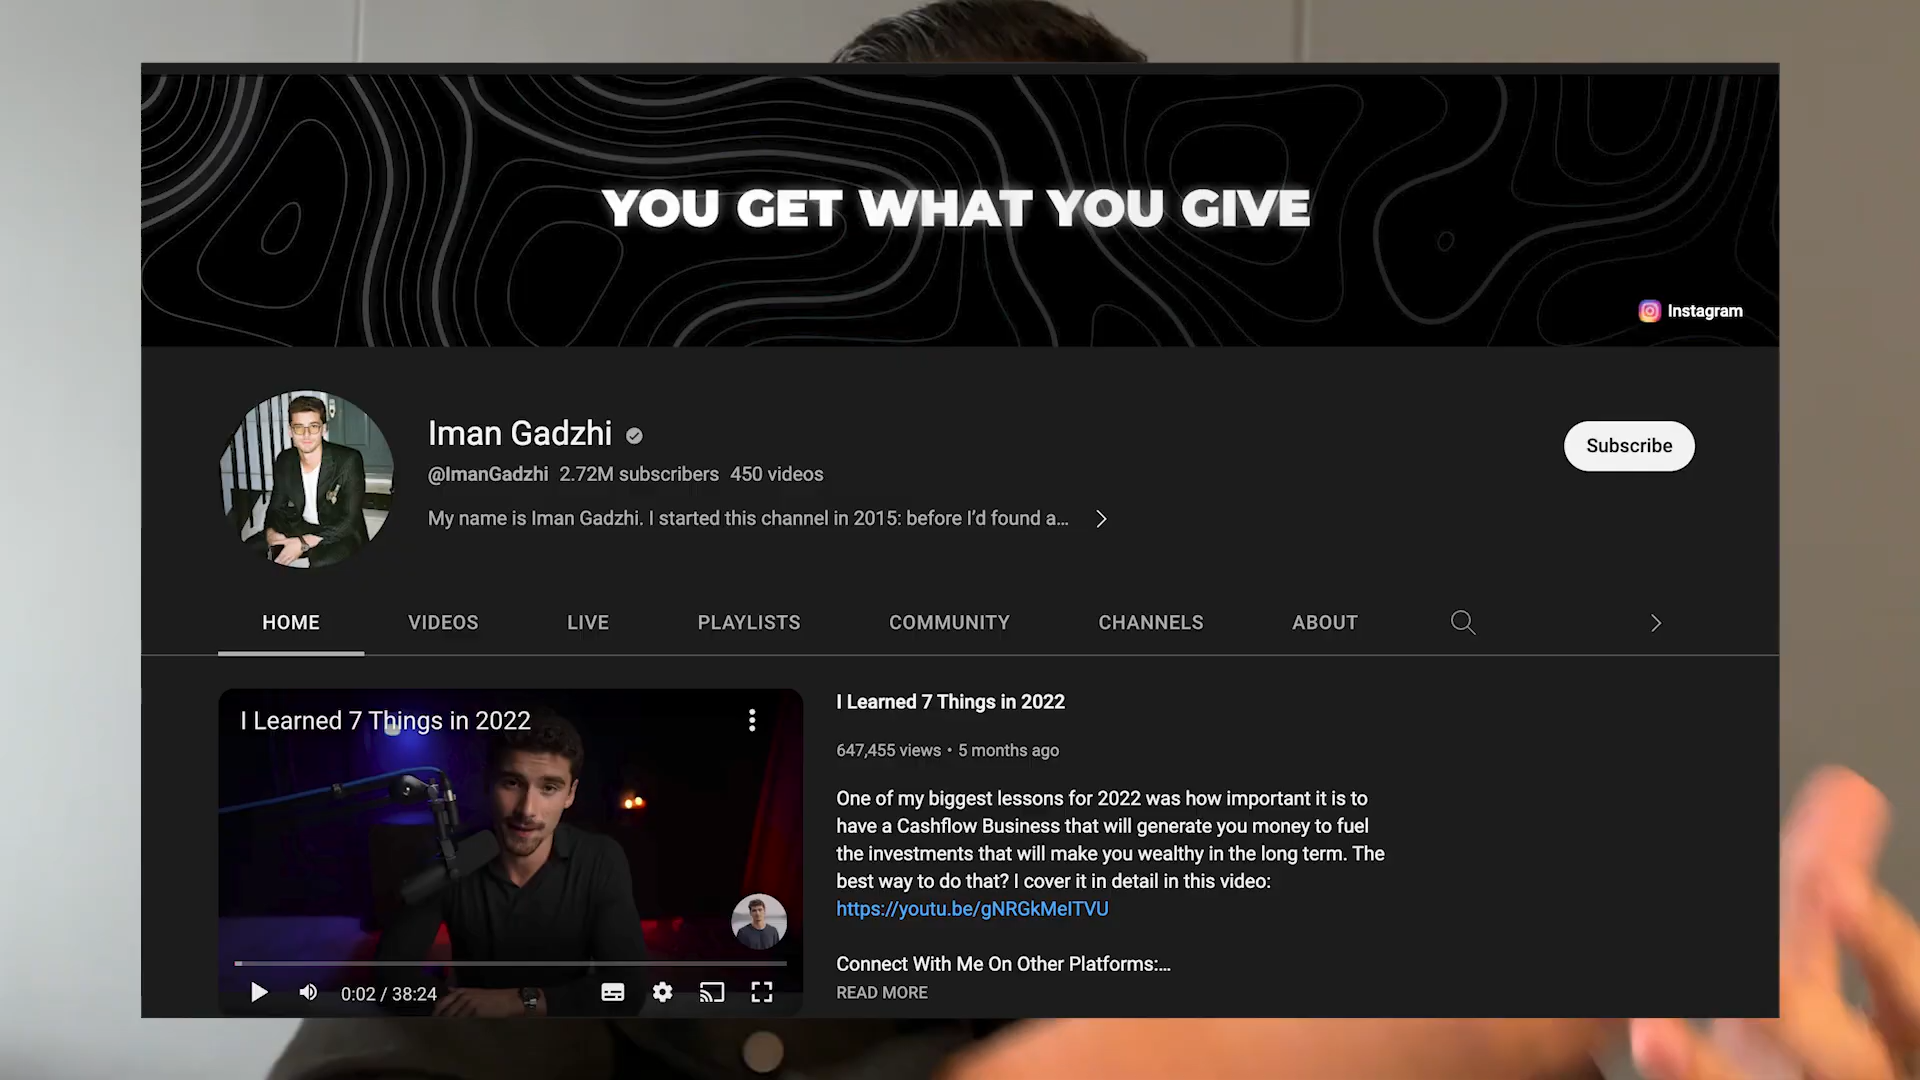 YOU GET WHAT YOU GIVE
Instagram
Iman Gadzhi
@ImanGadzhi 2.72M subscribers 450 videos
My name is Iman Gadzhi. I started this channel in 2015: before I’d found a...
Subscribe
HOME VIDEOS LIVE PLAYLISTS COMMUNITY CHANNELS ABOUT
I Learned 7 Things in 2022
0:02 / 38:24
I Learned 7 Things in 2022
647,455 views • 5 months ago
One of my biggest lessons for 2022 was how important it is to
have a Cashflow Business that will generate you money to fuel
the investments that will make you wealthy in the long term. The
best way to do that? I cover it in detail in this video:
https://youtu.be/gNRGkMeITVU
Connect With Me On Other Platforms:...
READ MORE